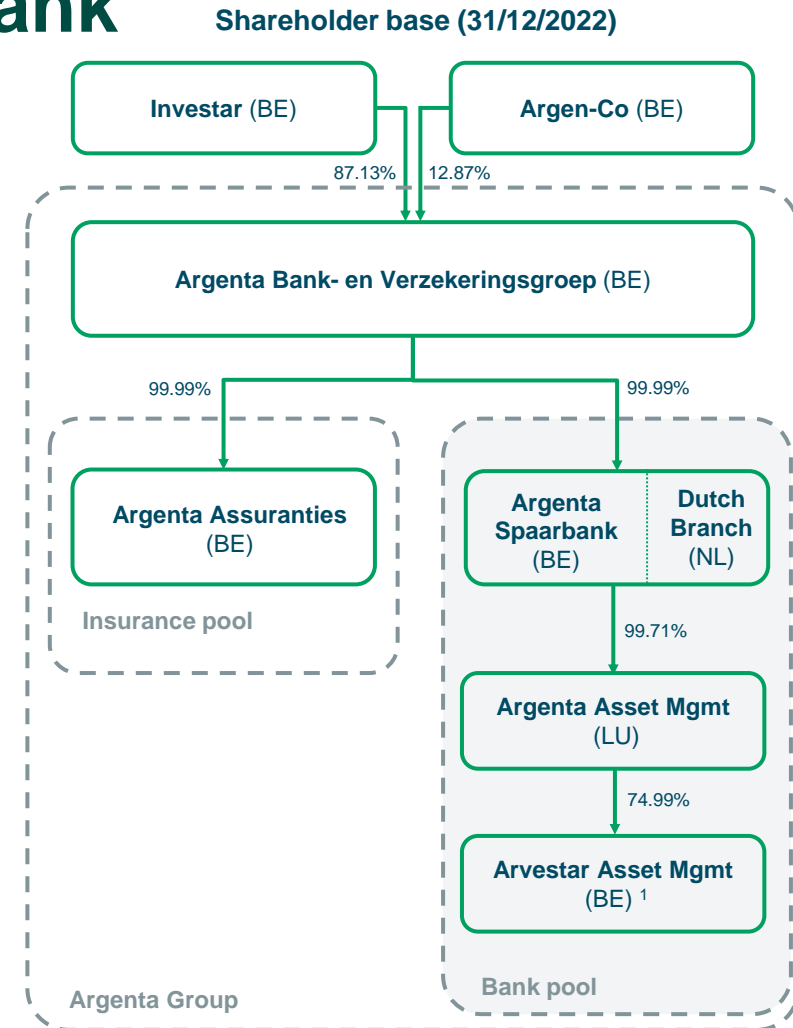 ank
Shareholder base (31/12/2022)
Investar (BE)
Argen-Co (BE)
87.13%
12.87%
Argenta Bank- en Verzekeringsgroep (BE)
99.99%
99.99%
Argenta Assuranties
(BE)
Insurance pool
Argenta
Spaarbank
(BE)
Dutch
Branch
(NL)
99.71%
Argenta Asset Mgmt
(LU)
74.99%
Arvestar Asset Mgmt
(BE) 1
Bank pool
Argenta Group